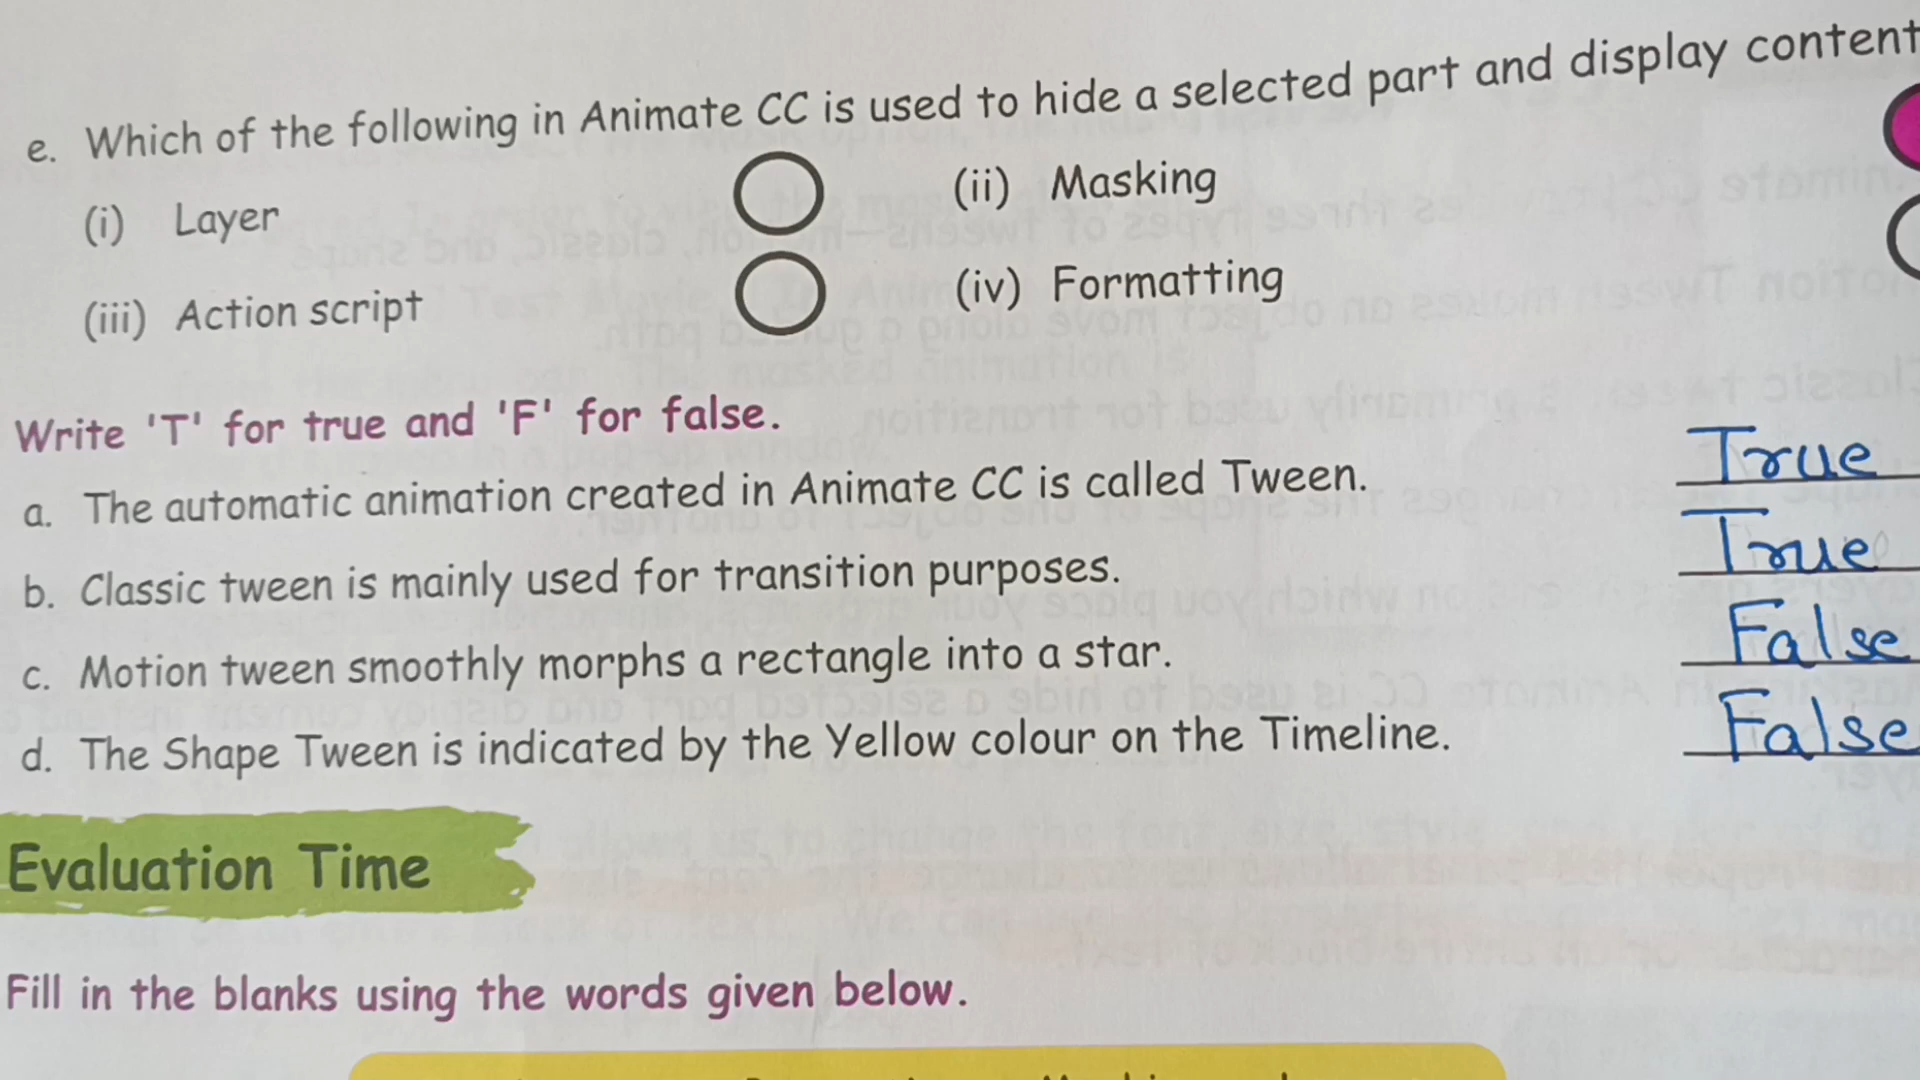 e. Which of the following in Animate CC is used to hide a selected part and display content
(i) Layer (ii) Masking
(iii) Action script (iv) Formatting
Write 'T' for true and 'F' for false.
a. The automatic animation created in Animate CC is called Tween. True
b. Classic tween is mainly used for transition purposes. True
c. Motion tween smoothly morphs a rectangle into a star. False
d. The Shape Tween is indicated by the Yellow colour on the Timeline. False
Evaluation Time
Fill in the blanks using the words given below.